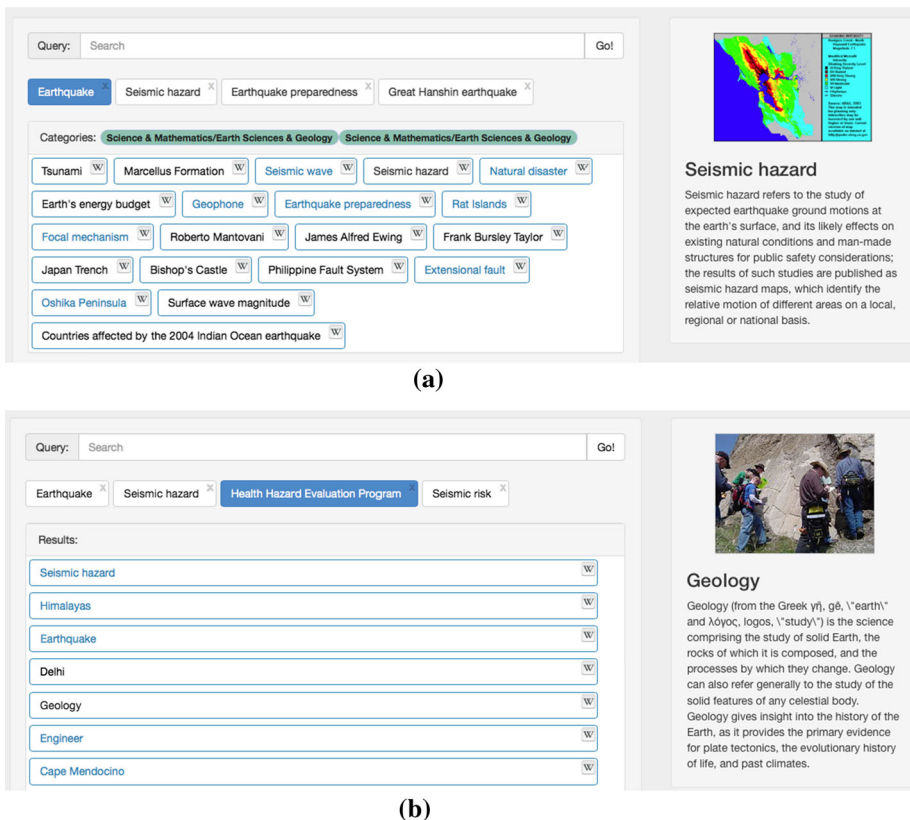 Query: Search Go!
Earthquake x Seismic hazard x Earthquake preparedness x Great Hanshin earthquake x
Categories: Science & Mathematics/Earth Sciences & Geology Science & Mathematics/Earth Sciences & Geology
Tsunami W Marcellus Formation W Seismic wave W Seismic hazard W Natural disaster W
Earth's energy budget W Geophone W Earthquake preparedness W Rat Islands W
Focal mechanism W Roberto Mantovani W James Alfred Ewing W Frank Bursley Taylor W
Japan Trench W Bishop's Castle W Philippine Fault System W Extensional fault W
Oshika Peninsula W Surface wave magnitude W
Countries affected by the 2004 Indian Ocean earthquake W
Seismic hazard
Seismic hazard refers to the study of
expected earthquake ground motions at
the earth's surface, and its likely effects on
existing natural conditions and man-made
structures for public safety considerations;
the results of such studies are published as
seismic hazard maps, which identify the
relative motion of different areas on a local,
regional or national basis.
(a)
Query: Search Go!
Earthquake x Seismic hazard x Health Hazard Evaluation Program x Seismic risk x
Results:
Seismic hazard W
Himalayas W
Earthquake W
Delhi W
Geology W
Engineer W
Cape Mendocino W
Geology
Geology (from the Greek γῆ, gê, \"earth\"
and λόγος, logos, \"study\") is the science
comprising the study of solid Earth, the
rocks of which it is composed, and the
processes by which they change. Geology
can also refer generally to the study of the
solid features of any celestial body.
Geology gives insight into the history of the
Earth, as it provides the primary evidence
for plate tectonics, the evolutionary history
of life, and past climates.
(b)